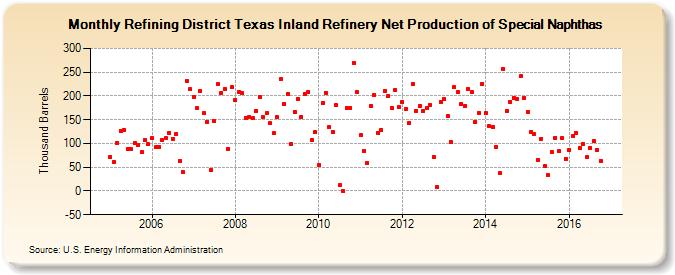 Monthly Refining District Texas Inland Refinery Net Production of Special Naphthas
Thousand Barrels
300
250
200
150
100
50
0
-50
2006 2008 2010 2012 2014 2016
Source: U.S. Energy Information Administration